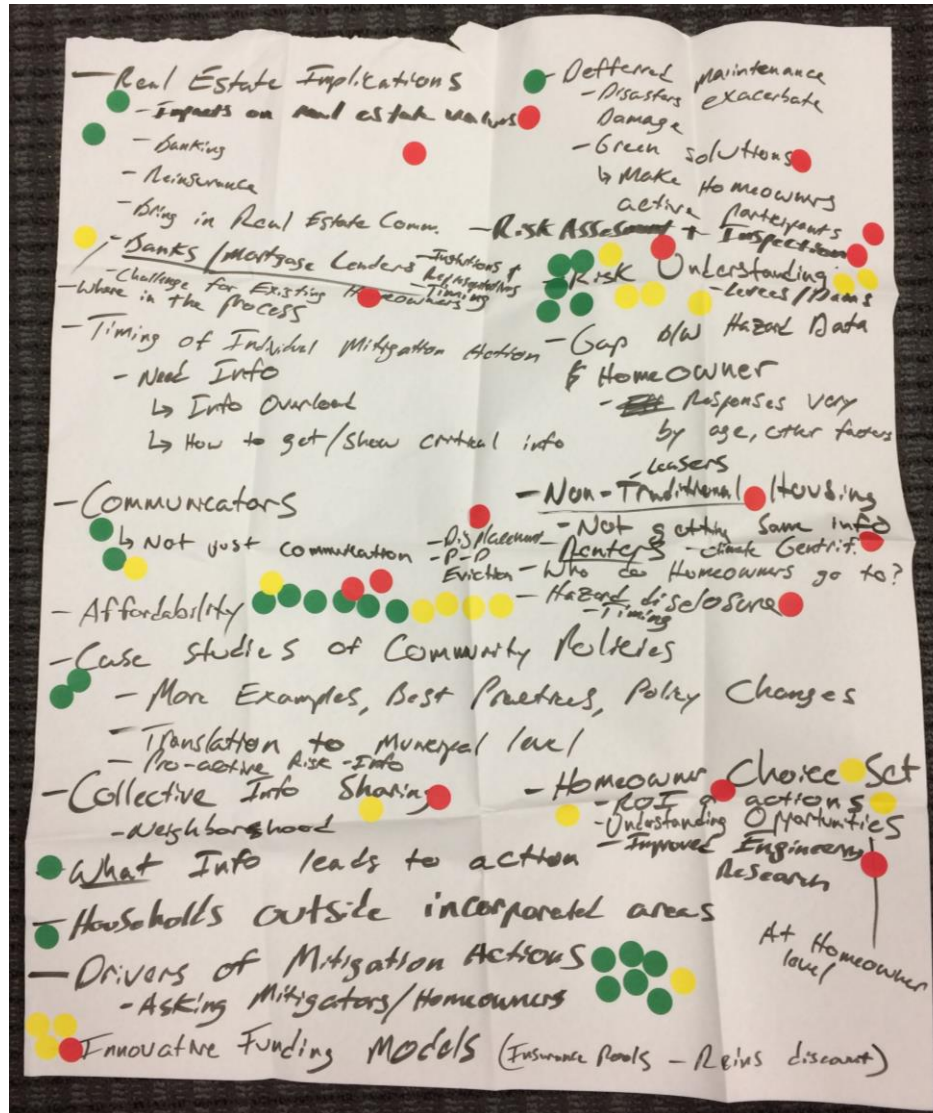 - Real Estate Implications
- Impacts on real estate values
- Banking
- Reinsurance
- Bring in Real Estate Comm.
- Banks/Mortgage Lenders
- Timing
- Challenge for Existing Homeowners
- Where in the process
- Timing of Individual Mitigation Action
- Need Info
↳ Info Overload
↳ How to get/show critical info
- Communicators
↳ Not just communication
- Displacement
- P-P
Eviction
- Affordability
- Case Studies of Community Policies
- More Examples, Best Practices, Policy Changes
- Translation to Municipal level
- Pro-active Risk-Info
- Collective Info Sharing
- Neighborshood
- What Info leads to action
- Households outside incorporated areas
- Drivers of Mitigation Actions
- Asking Mitigators/Homeowners
- Innovative Funding Models (Insurance Pools - Reins discount)
- Defferred maintenance
- Disasters exacerbate
Damage
- Green solutions
↳ Make Homeowners
active participants
- Risk Assessment + Inspection
- Risk Understanding
- Levees/Dams
- Gap b/w Hazard Data
& Homeowner
- Responses vary
by age, other factors
- Leasers
- Non-Traditional Housing
- Not getting same info
- Renters - Climate Gentrif.
- Who do Homeowners go to?
- Hazard disclosure
- Timing
- Homeowner Choice Set
- ROI of actions
- Understanding Opportunities
- Improved Engineering
Research
At Homeowner
level